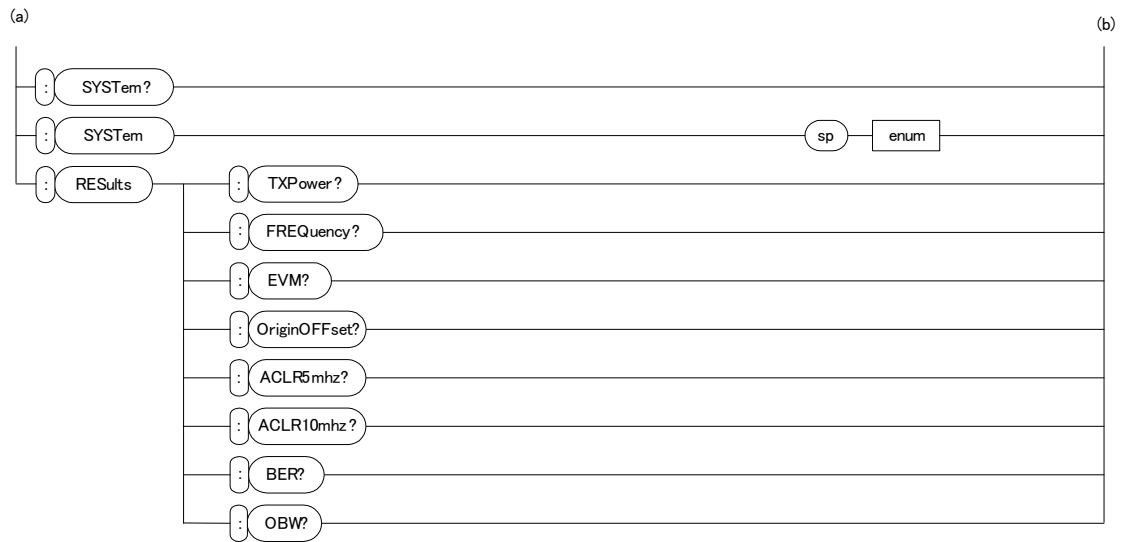 (a)
(b)
: SYSTem?
: SYSTem sp enum
: RESults : TXPower?
: FREQuency?
: EVM?
: OriginOFFset?
: ACLR5mhz?
: ACLR10mhz?
: BER?
: OBW?